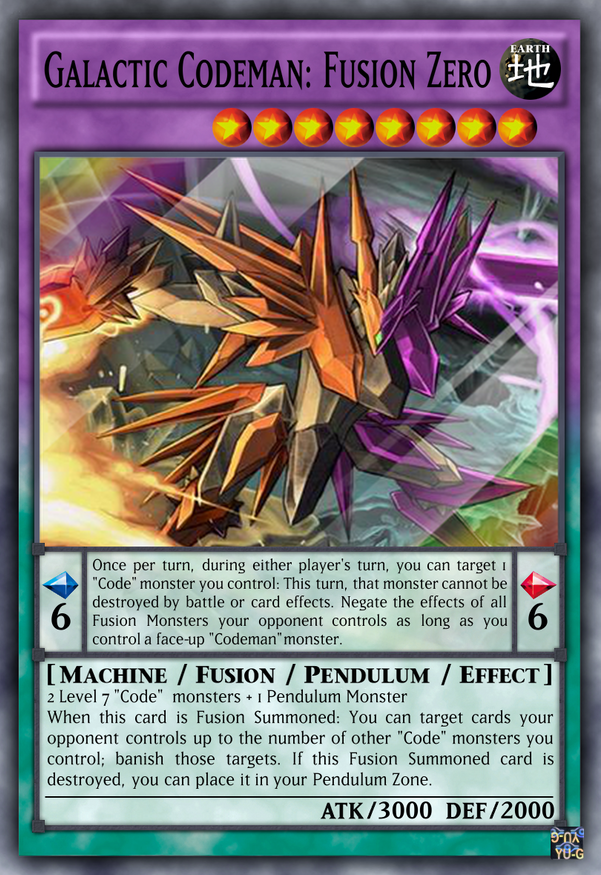 Galactic Codeman: Fusion Zero
EARTH
地
Once per turn, during either player's turn, you can target 1
"Code" monster you control: This turn, that monster cannot be
destroyed by battle or card effects. Negate the effects of all
Fusion Monsters your opponent controls as long as you
control a face-up "Codeman" monster.
6
6
[ Machine / Fusion / Pendulum / Effect ]
2 Level 7 "Code" monsters + 1 Pendulum Monster
When this card is Fusion Summoned: You can target cards your
opponent controls up to the number of other "Code" monsters you
control; banish those targets. If this Fusion Summoned card is
destroyed, you can place it in your Pendulum Zone.
ATK/3000 DEF/2000
YU-G